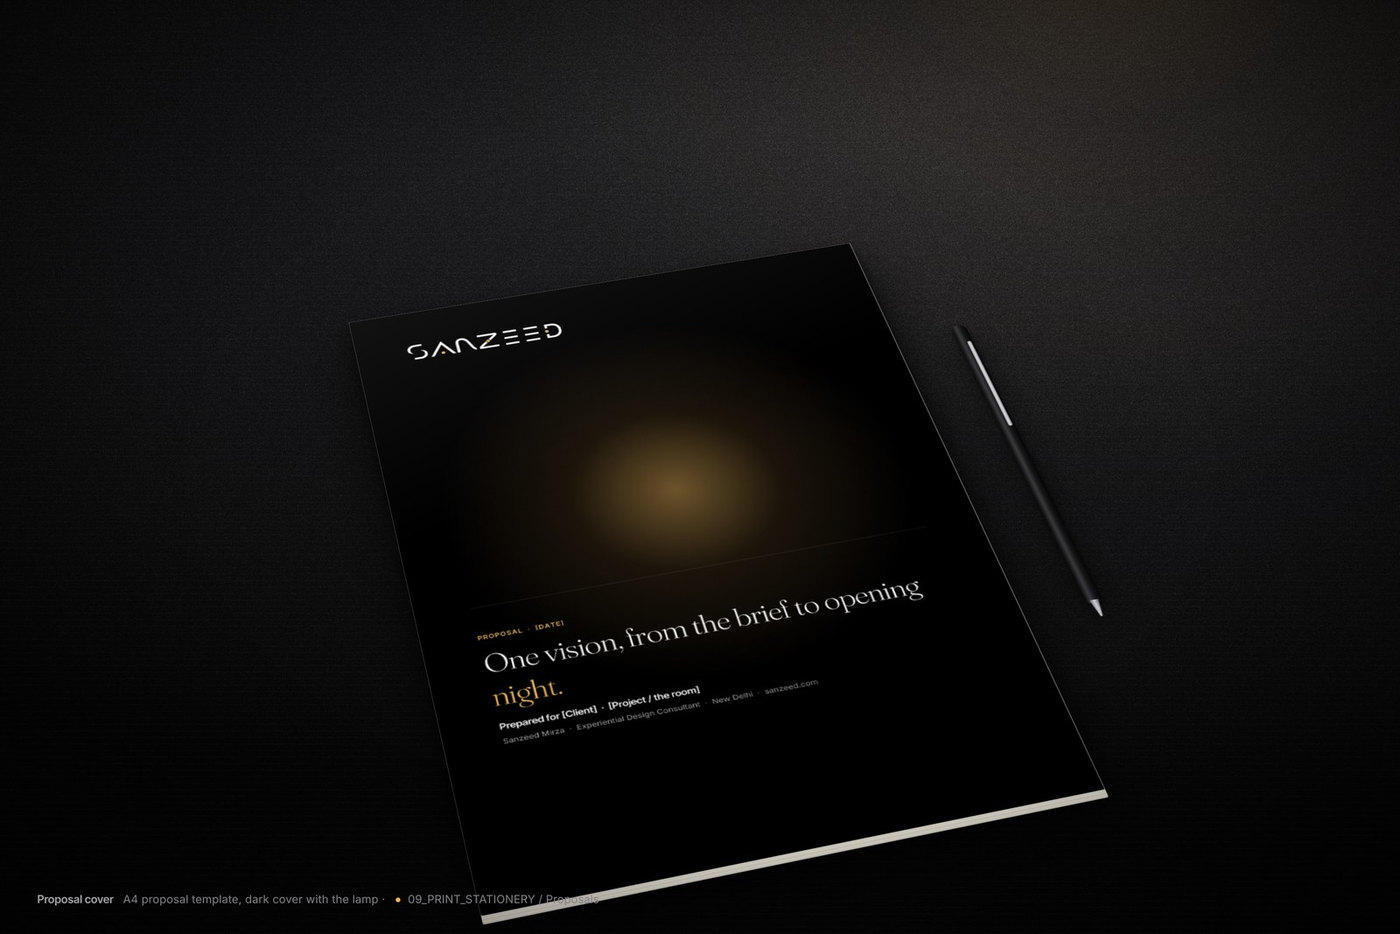 SANZEED
PROPOSAL · [DATE]
One vision, from the brief to opening
night.
Prepared for [Client] · [Project / the room]
Sanzeed Mirza · Experiential Design Consultant · New Delhi · sanzeed.com
Proposal cover A4 proposal template, dark cover with the lamp · • 09_PRINT_STATIONERY / Proposals